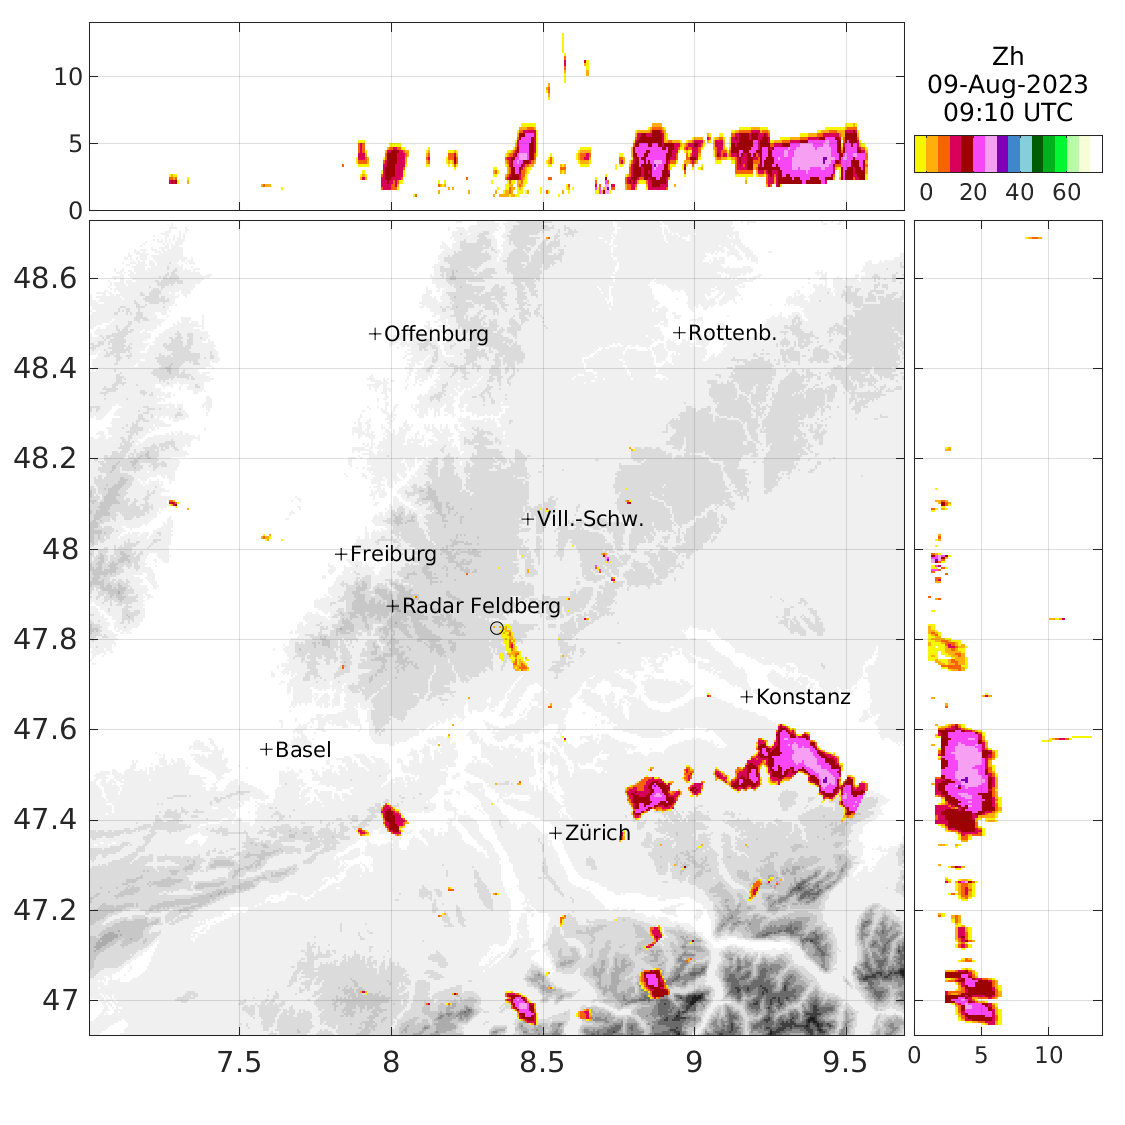 Zh
09-Aug-2023
09:10 UTC
0 20 40 60
10
5
0
48.6
48.4
48.2
48
47.8
47.6
47.4
47.2
47
Offenburg
Rottenb.
Vill.-Schw.
Freiburg
Radar Feldberg
Konstanz
Basel
Zürich
7.5 8 8.5 9 9.5
0 5 10